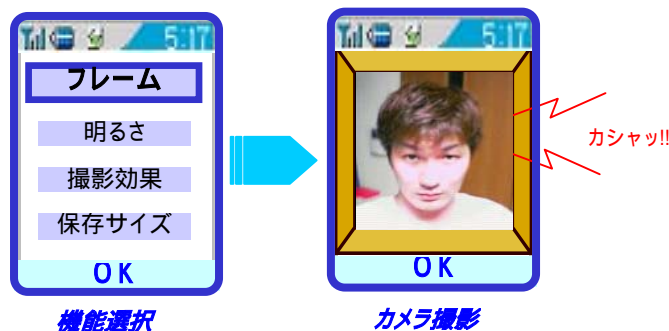 5:17
フレーム
明るさ
撮影効果
保存サイズ
OK
機能選択
5:17
カシャッ!!
OK
カメラ撮影